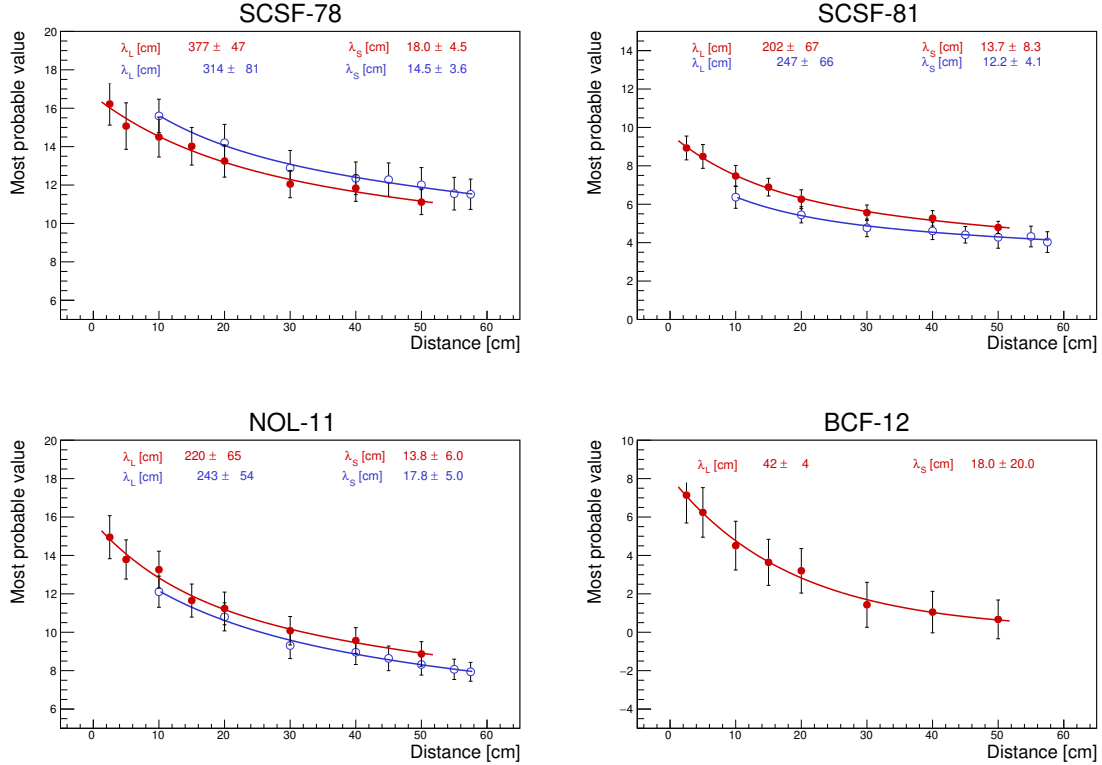 SCSF-78
Most probable value
20
18
16
14
12
10
8
6
λL [cm] 377 ± 47 λS [cm] 18.0 ± 4.5
λL [cm] 314 ± 81 λS [cm] 14.5 ± 3.6
0 10 20 30 40 50 60
Distance [cm]
SCSF-81
Most probable value
14
12
10
8
6
4
2
0
λL [cm] 202 ± 67 λS [cm] 13.7 ± 8.3
λL [cm] 247 ± 66 λS [cm] 12.2 ± 4.1
0 10 20 30 40 50 60
Distance [cm]
NOL-11
Most probable value
20
18
16
14
12
10
8
6
λL [cm] 220 ± 65 λS [cm] 13.8 ± 6.0
λL [cm] 243 ± 54 λS [cm] 17.8 ± 5.0
0 10 20 30 40 50 60
Distance [cm]
BCF-12
Most probable value
10
8
6
4
2
0
−2
−4
λL [cm] 42 ± 4 λS [cm] 18.0 ± 20.0
0 10 20 30 40 50 60
Distance [cm]